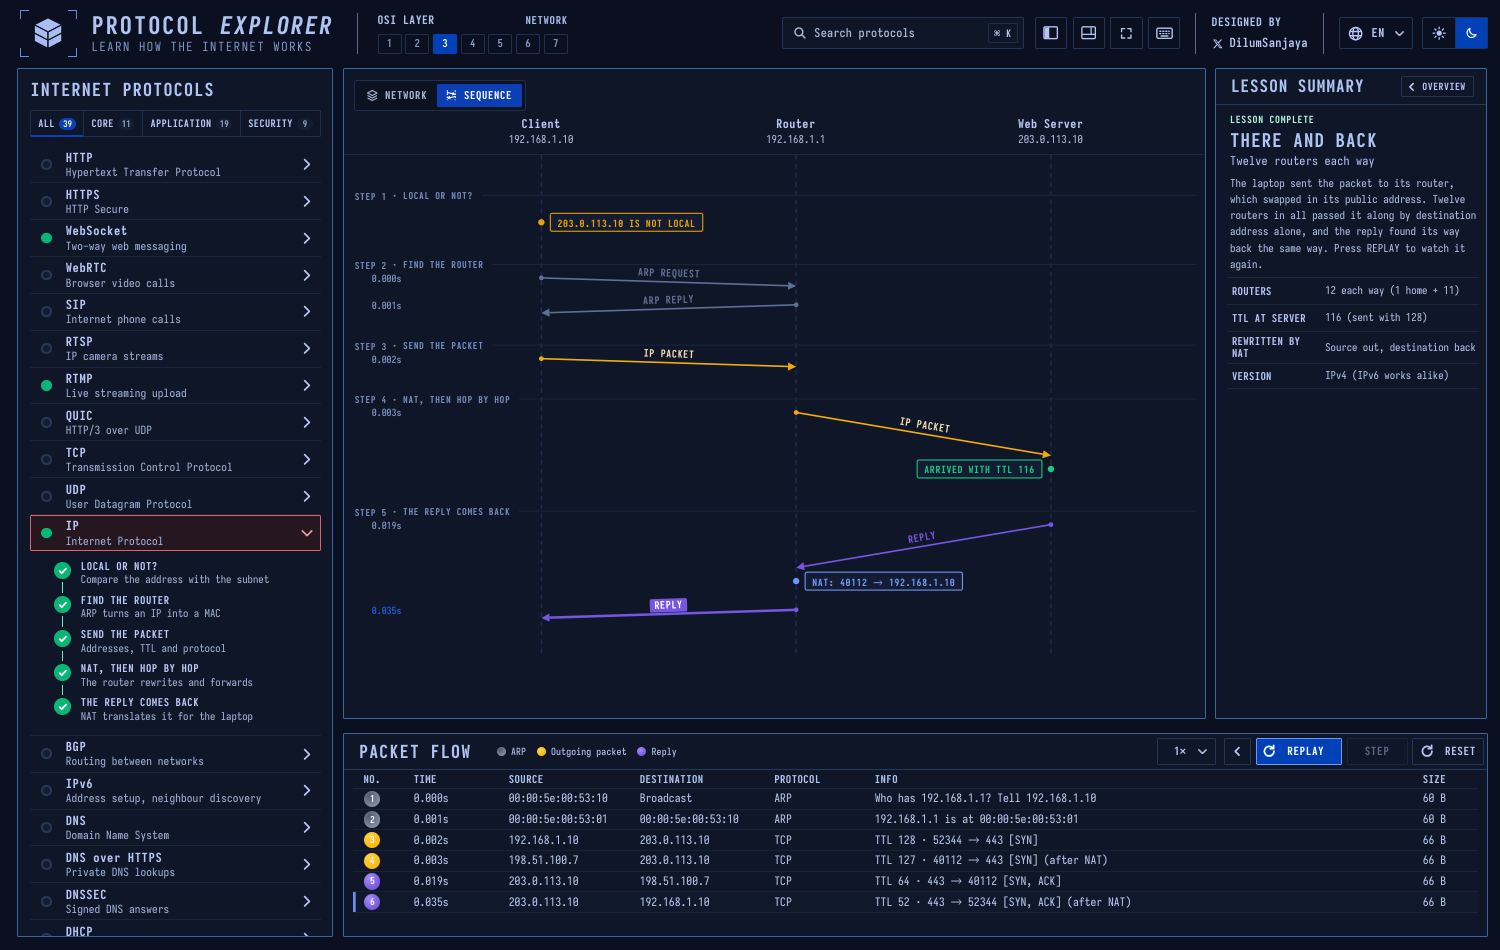 PROTOCOL EXPLORER
LEARN HOW THE INTERNET WORKS
OSI LAYER NETWORK
1 2 3 4 5 6 7
Search protocols ⌘ K
DESIGNED BY
DilumSanjaya
EN
INTERNET PROTOCOLS
ALL 39 CORE 11 APPLICATION 19 SECURITY 9
HTTP
Hypertext Transfer Protocol
HTTPS
HTTP Secure
WebSocket
Two-way web messaging
WebRTC
Browser video calls
SIP
Internet phone calls
RTSP
IP camera streams
RTMP
Live streaming upload
QUIC
HTTP/3 over UDP
TCP
Transmission Control Protocol
UDP
User Datagram Protocol
IP
Internet Protocol
LOCAL OR NOT?
Compare the address with the subnet
FIND THE ROUTER
ARP turns an IP into a MAC
SEND THE PACKET
Addresses, TTL and protocol
NAT, THEN HOP BY HOP
The router rewrites and forwards
THE REPLY COMES BACK
NAT translates it for the laptop
BGP
Routing between networks
IPv6
Address setup, neighbour discovery
DNS
Domain Name System
DNS over HTTPS
Private DNS lookups
DNSSEC
Signed DNS answers
DHCP
NETWORK SEQUENCE
Client Router Web Server
192.168.1.10 192.168.1.1 203.0.113.10
STEP 1 · LOCAL OR NOT?
203.0.113.10 IS NOT LOCAL
STEP 2 · FIND THE ROUTER
0.000s ARP REQUEST
0.001s ARP REPLY
STEP 3 · SEND THE PACKET
0.002s IP PACKET
STEP 4 · NAT, THEN HOP BY HOP
0.003s IP PACKET
ARRIVED WITH TTL 116
STEP 5 · THE REPLY COMES BACK
0.019s REPLY
NAT: 40112 → 192.168.1.10
0.035s REPLY
LESSON SUMMARY OVERVIEW
LESSON COMPLETE
THERE AND BACK
Twelve routers each way
The laptop sent the packet to its router,
which swapped in its public address. Twelve
routers in all passed it along by destination
address alone, and the reply found its way
back the same way. Press REPLAY to watch it
again.
ROUTERS 12 each way (1 home + 11)
TTL AT SERVER 116 (sent with 128)
REWRITTEN BY NAT Source out, destination back
VERSION IPv4 (IPv6 works alike)
PACKET FLOW ARP Outgoing packet Reply 1× REPLAY STEP RESET
NO. TIME SOURCE DESTINATION PROTOCOL INFO SIZE
1 0.000s 00:00:5e:00:53:10 Broadcast ARP Who has 192.168.1.1? Tell 192.168.1.10 60 B
2 0.001s 00:00:5e:00:53:01 00:00:5e:00:53:10 ARP 192.168.1.1 is at 00:00:5e:00:53:01 60 B
3 0.002s 192.168.1.10 203.0.113.10 TCP TTL 128 · 52344 → 443 [SYN] 66 B
4 0.003s 198.51.100.7 203.0.113.10 TCP TTL 127 · 40112 → 443 [SYN] (after NAT) 66 B
5 0.019s 203.0.113.10 198.51.100.7 TCP TTL 64 · 443 → 40112 [SYN, ACK] 66 B
6 0.035s 203.0.113.10 192.168.1.10 TCP TTL 52 · 443 → 52344 [SYN, ACK] (after NAT) 66 B